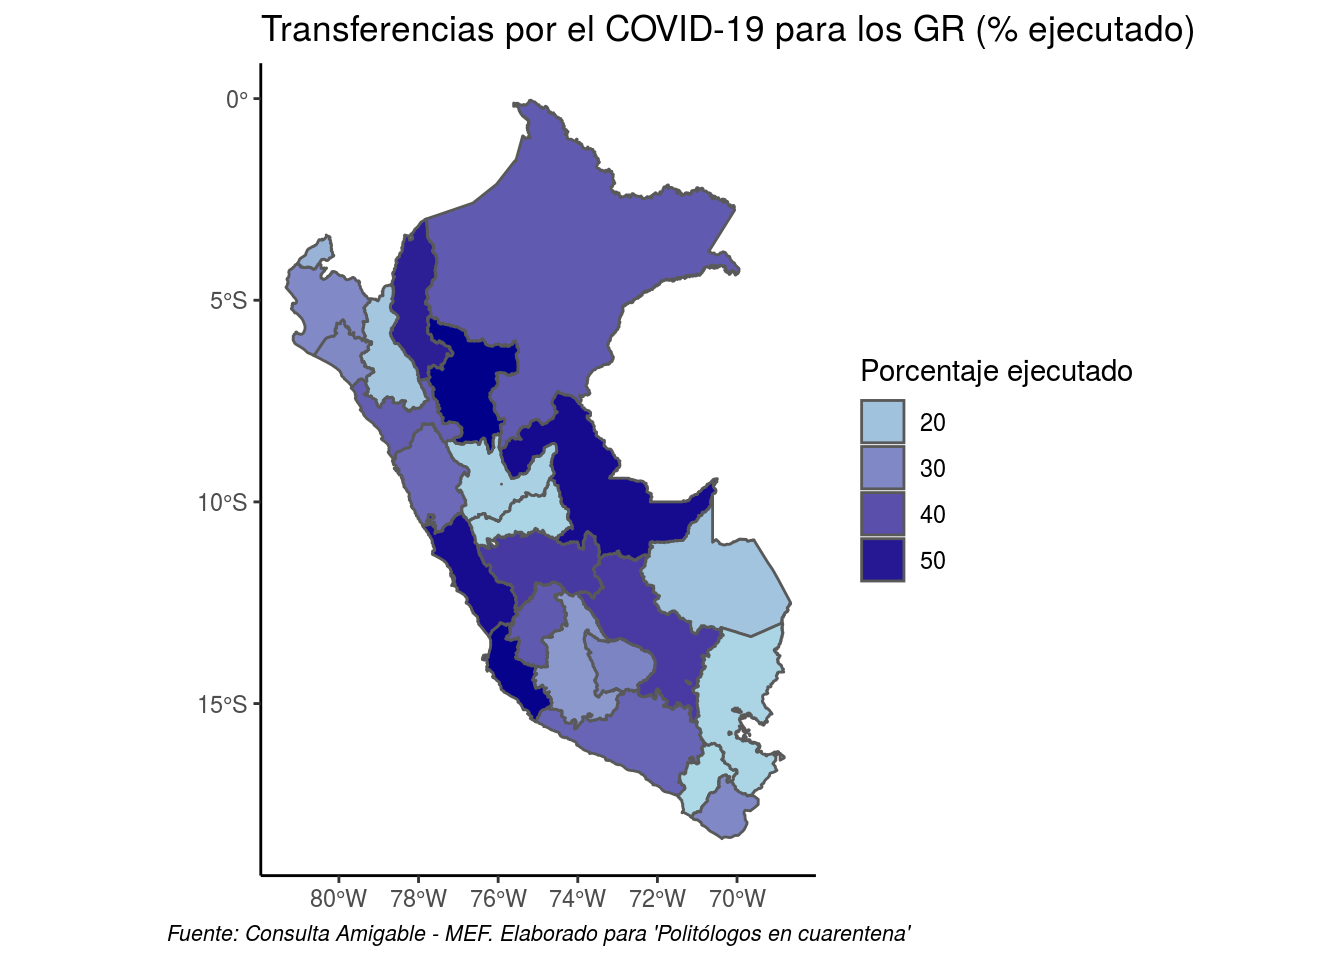 Transferencias por el COVID-19 para los GR (% ejecutado)
0°
5°S
10°S
15°S
80°W 78°W 76°W 74°W 72°W 70°W
Porcentaje ejecutado
20
30
40
50
Fuente: Consulta Amigable - MEF. Elaborado para 'Politólogos en cuarentena'